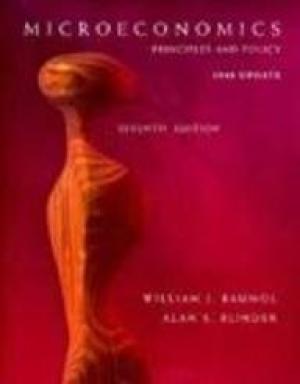 MICROECONOMICS
PRINCIPLES AND POLICY
1998 UPDATE
SEVENTH EDITION
WILLIAM J. BAUMOL
ALAN S. BLINDER